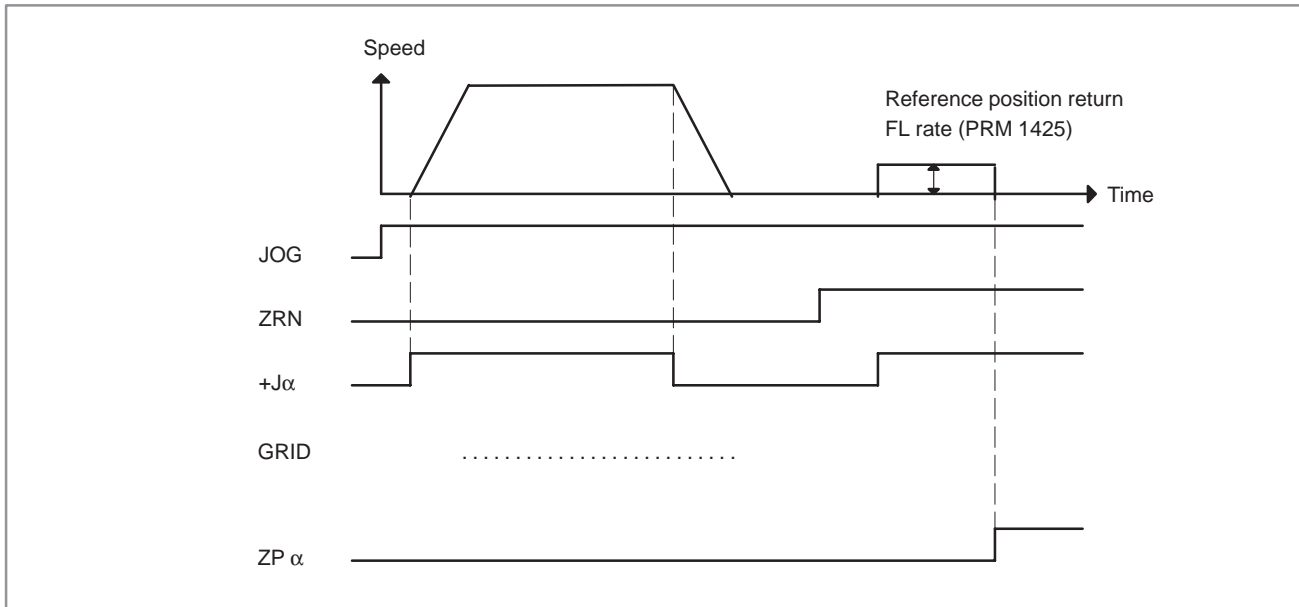 Speed
Reference position return
FL rate (PRM 1425)
Time
JOG
ZRN
+Jα
GRID
ZP α